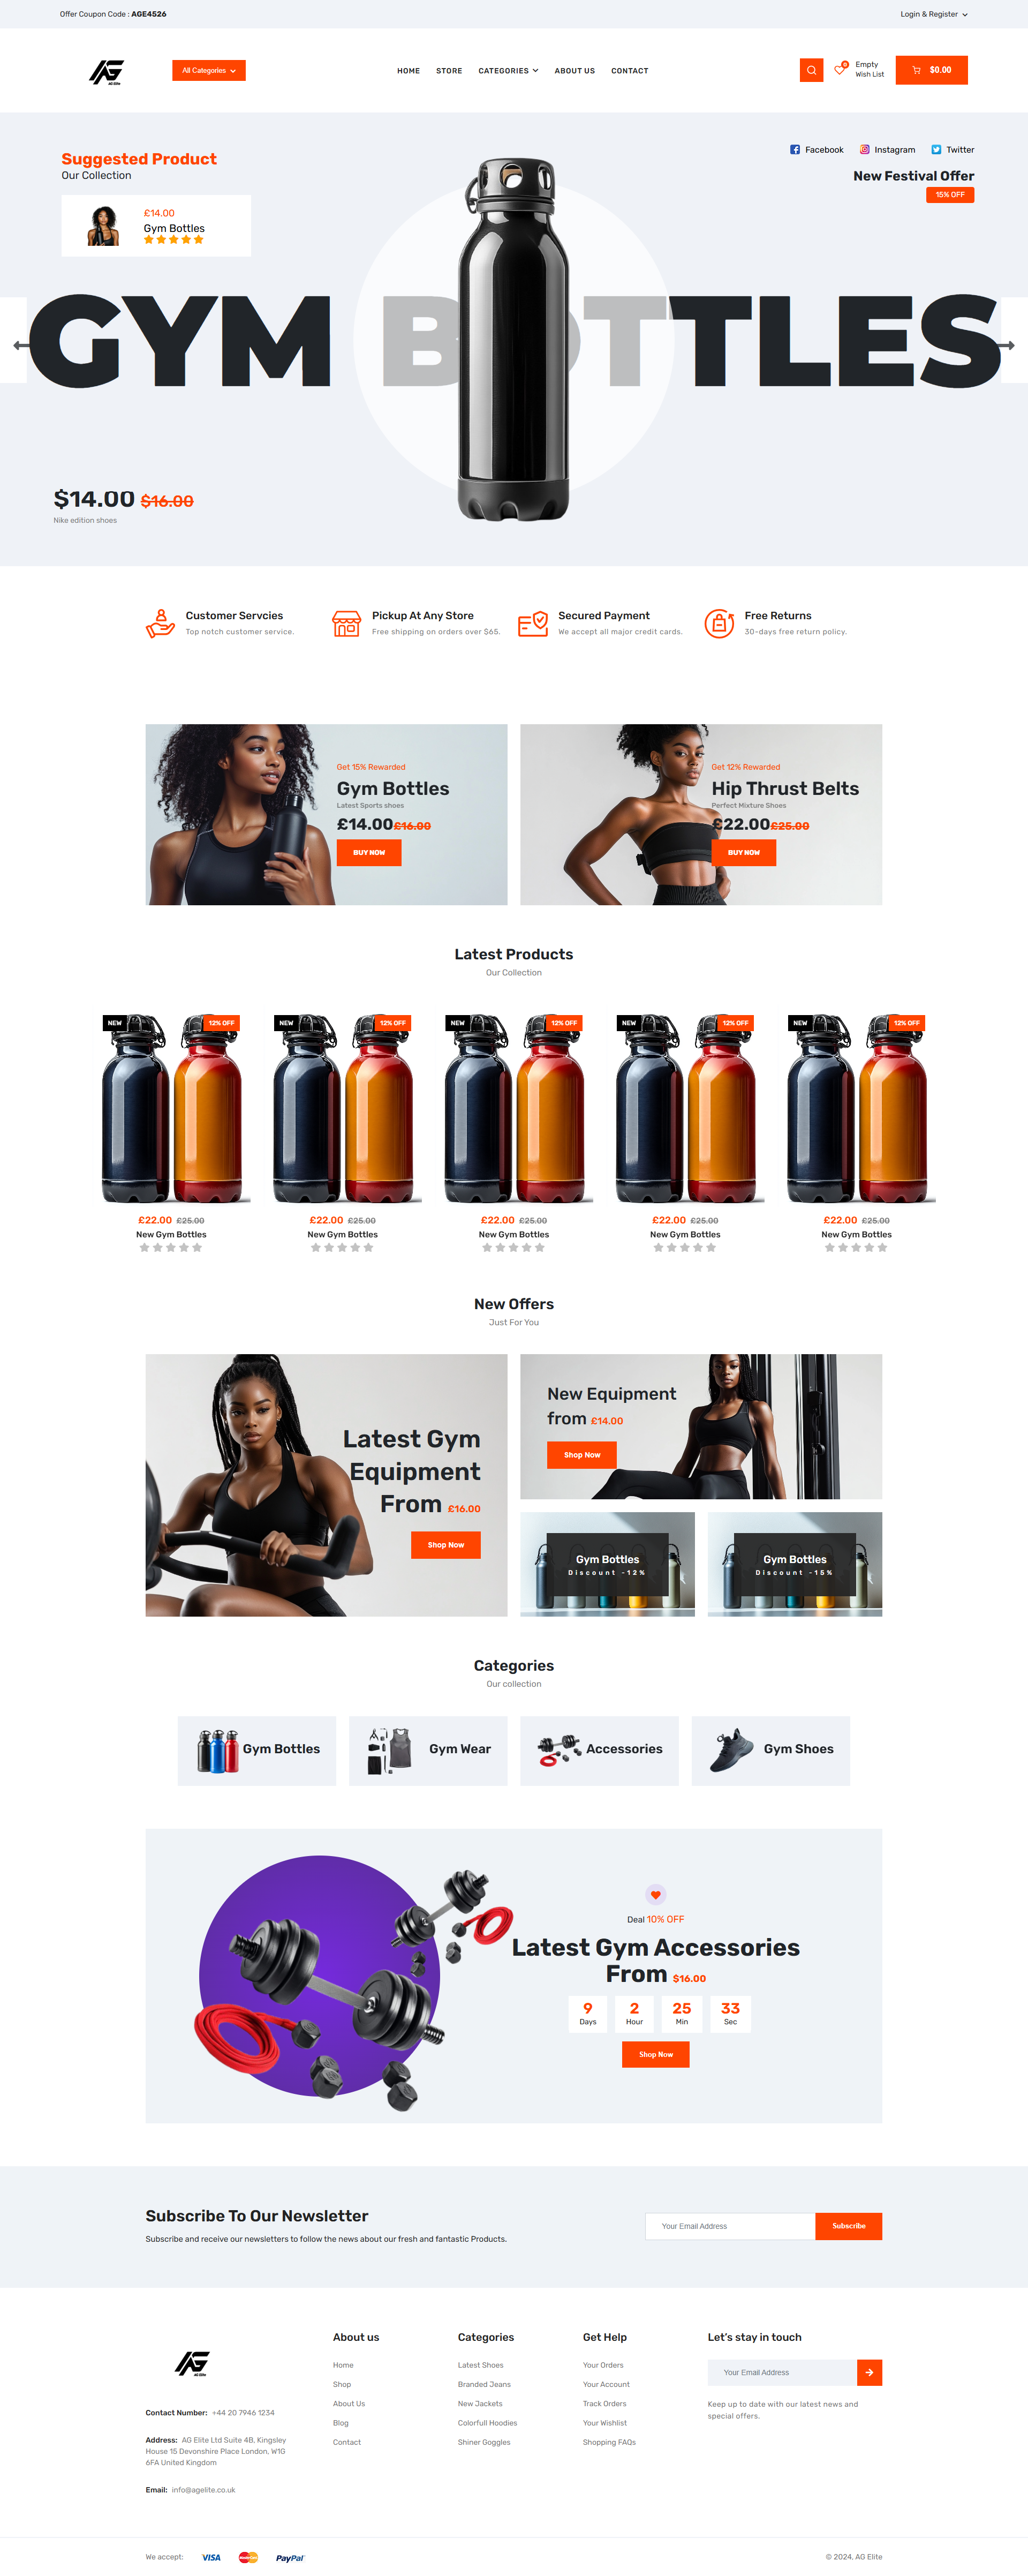 Offer Coupon Code : AGE4526
Login & Register
AG Elite
All Categories
HOME
STORE
CATEGORIES
ABOUT US
CONTACT
0
Empty
Wish List
$0.00
Suggested Product
Our Collection
£14.00
Gym Bottles
Facebook
Instagram
Twitter
New Festival Offer
15% OFF
GYM BOTTLES
$14.00 $16.00
Nike edition shoes
Customer Servcies
Top notch customer service.
Pickup At Any Store
Free shipping on orders over $65.
Secured Payment
We accept all major credit cards.
Free Returns
30-days free return policy.
Get 15% Rewarded
Gym Bottles
Latest Sports shoes
£14.00£16.00
BUY NOW
Get 12% Rewarded
Hip Thrust Belts
Perfect Mixture Shoes
£22.00£25.00
BUY NOW
Latest Products
Our Collection
NEW
12% OFF
£22.00 £25.00
New Gym Bottles
NEW
12% OFF
£22.00 £25.00
New Gym Bottles
NEW
12% OFF
£22.00 £25.00
New Gym Bottles
NEW
12% OFF
£22.00 £25.00
New Gym Bottles
NEW
12% OFF
£22.00 £25.00
New Gym Bottles
New Offers
Just For You
Latest Gym
Equipment
From £16.00
Shop Now
New Equipment
from £14.00
Shop Now
Gym Bottles
Discount -12%
Gym Bottles
Discount -15%
Categories
Our collection
Gym Bottles
Gym Wear
Accessories
Gym Shoes
Deal 10% OFF
Latest Gym Accessories
From $16.00
9
Days
2
Hour
25
Min
33
Sec
Shop Now
Subscribe To Our Newsletter
Subscribe and receive our newsletters to follow the news about our fresh and fantastic Products.
Your Email Address
Subscribe
AG Elite
Contact Number: +44 20 7946 1234
Address: AG Elite Ltd Suite 4B, Kingsley
House 15 Devonshire Place London, W1G
6FA United Kingdom
Email: info@agelite.co.uk
About us
Home
Shop
About Us
Blog
Contact
Categories
Latest Shoes
Branded Jeans
New Jackets
Colorfull Hoodies
Shiner Goggles
Get Help
Your Orders
Your Account
Track Orders
Your Wishlist
Shopping FAQs
Let's stay in touch
Your Email Address
Keep up to date with our latest news and
special offers.
We accept:
VISA
MasterCard
PayPal
© 2024, AG Elite